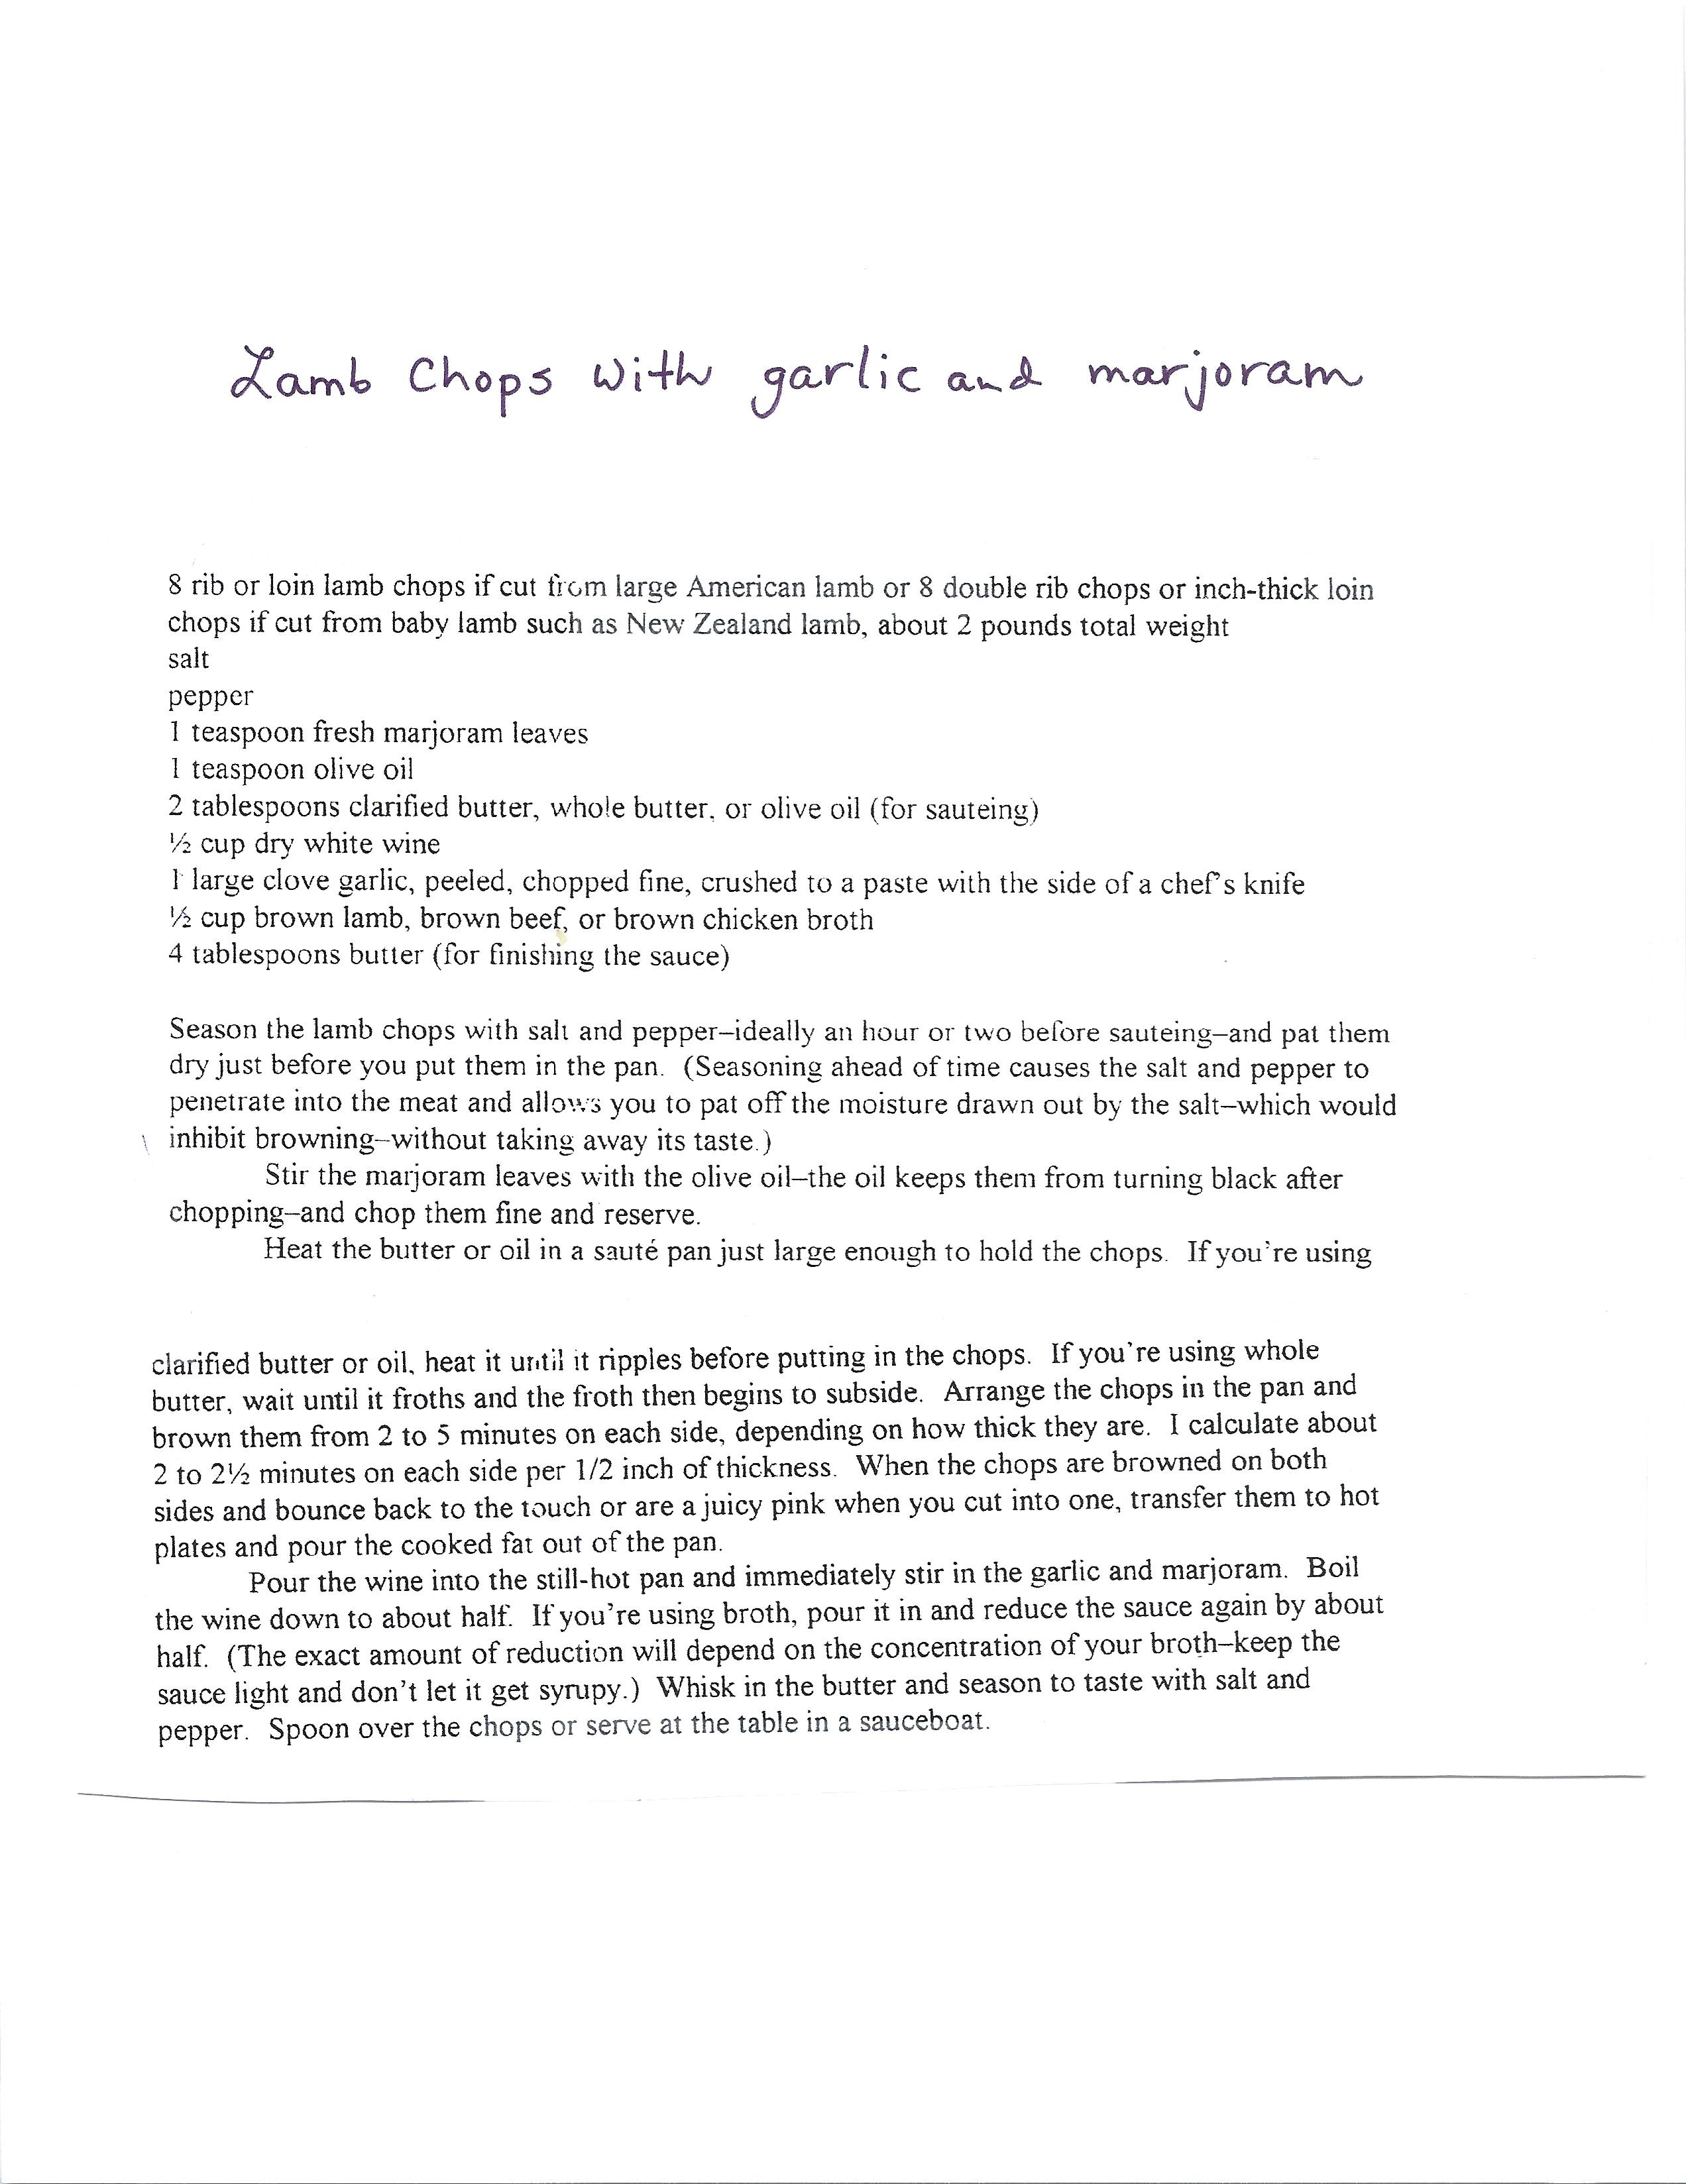 Lamb Chops with garlic and marjoram
8 rib or loin lamb chops if cut from large American lamb or 8 double rib chops or inch-thick loin
chops if cut from baby lamb such as New Zealand lamb, about 2 pounds total weight
salt
pepper
1 teaspoon fresh marjoram leaves
1 teaspoon olive oil
2 tablespoons clarified butter, whole butter, or olive oil (for sauteing)
½ cup dry white wine
1 large clove garlic, peeled, chopped fine, crushed to a paste with the side of a chef's knife
½ cup brown lamb, brown beef, or brown chicken broth
4 tablespoons butter (for finishing the sauce)
Season the lamb chops with salt and pepper–ideally an hour or two before sauteing–and pat them
dry just before you put them in the pan. (Seasoning ahead of time causes the salt and pepper to
penetrate into the meat and allows you to pat off the moisture drawn out by the salt–which would
inhibit browning–without taking away its taste.)
Stir the marjoram leaves with the olive oil–the oil keeps them from turning black after
chopping–and chop them fine and reserve.
Heat the butter or oil in a sauté pan just large enough to hold the chops. If you're using
clarified butter or oil, heat it until it ripples before putting in the chops. If you're using whole
butter, wait until it froths and the froth then begins to subside. Arrange the chops in the pan and
brown them from 2 to 5 minutes on each side, depending on how thick they are. I calculate about
2 to 2½ minutes on each side per 1/2 inch of thickness. When the chops are browned on both
sides and bounce back to the touch or are a juicy pink when you cut into one, transfer them to hot
plates and pour the cooked fat out of the pan.
Pour the wine into the still-hot pan and immediately stir in the garlic and marjoram. Boil
the wine down to about half. If you're using broth, pour it in and reduce the sauce again by about
half. (The exact amount of reduction will depend on the concentration of your broth–keep the
sauce light and don't let it get syrupy.) Whisk in the butter and season to taste with salt and
pepper. Spoon over the chops or serve at the table in a sauceboat.